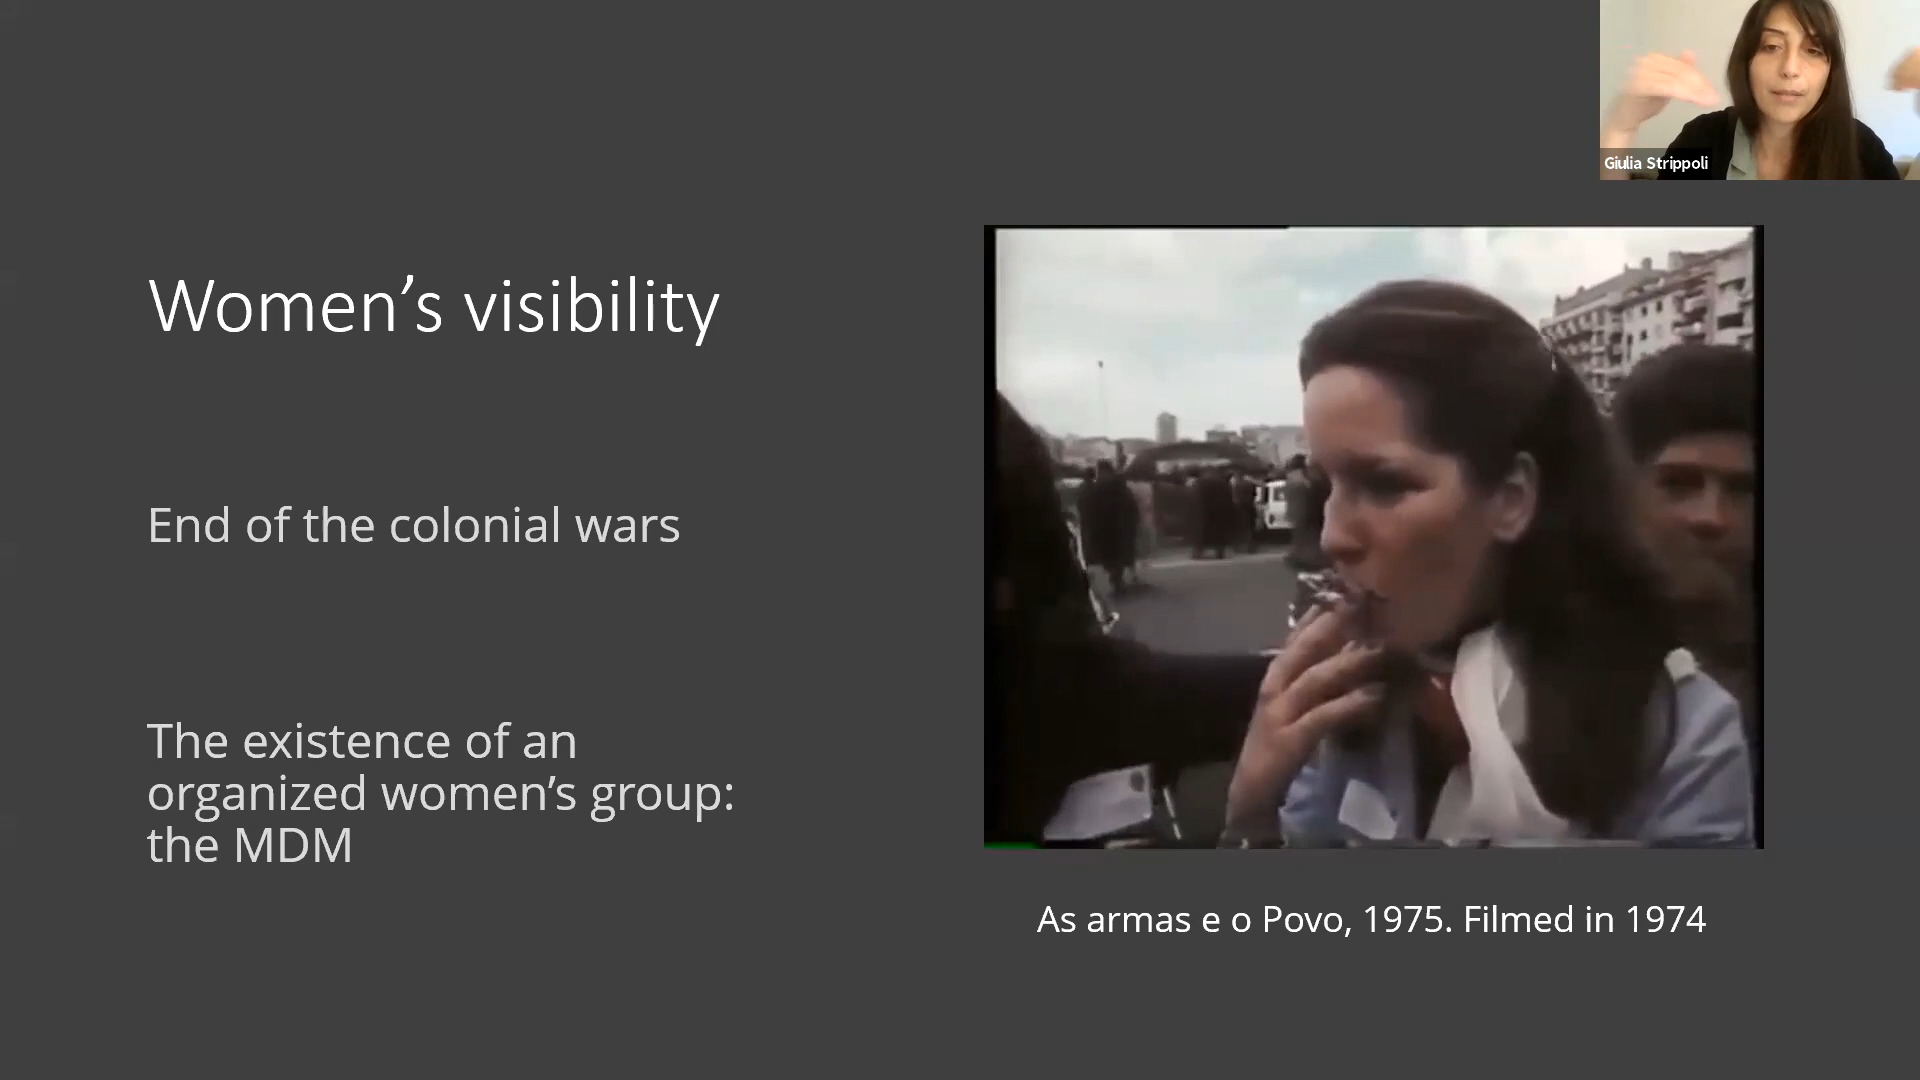 Giulia Strippoli
Women’s visibility
End of the colonial wars
The existence of an
organized women’s group:
the MDM
As armas e o Povo, 1975. Filmed in 1974